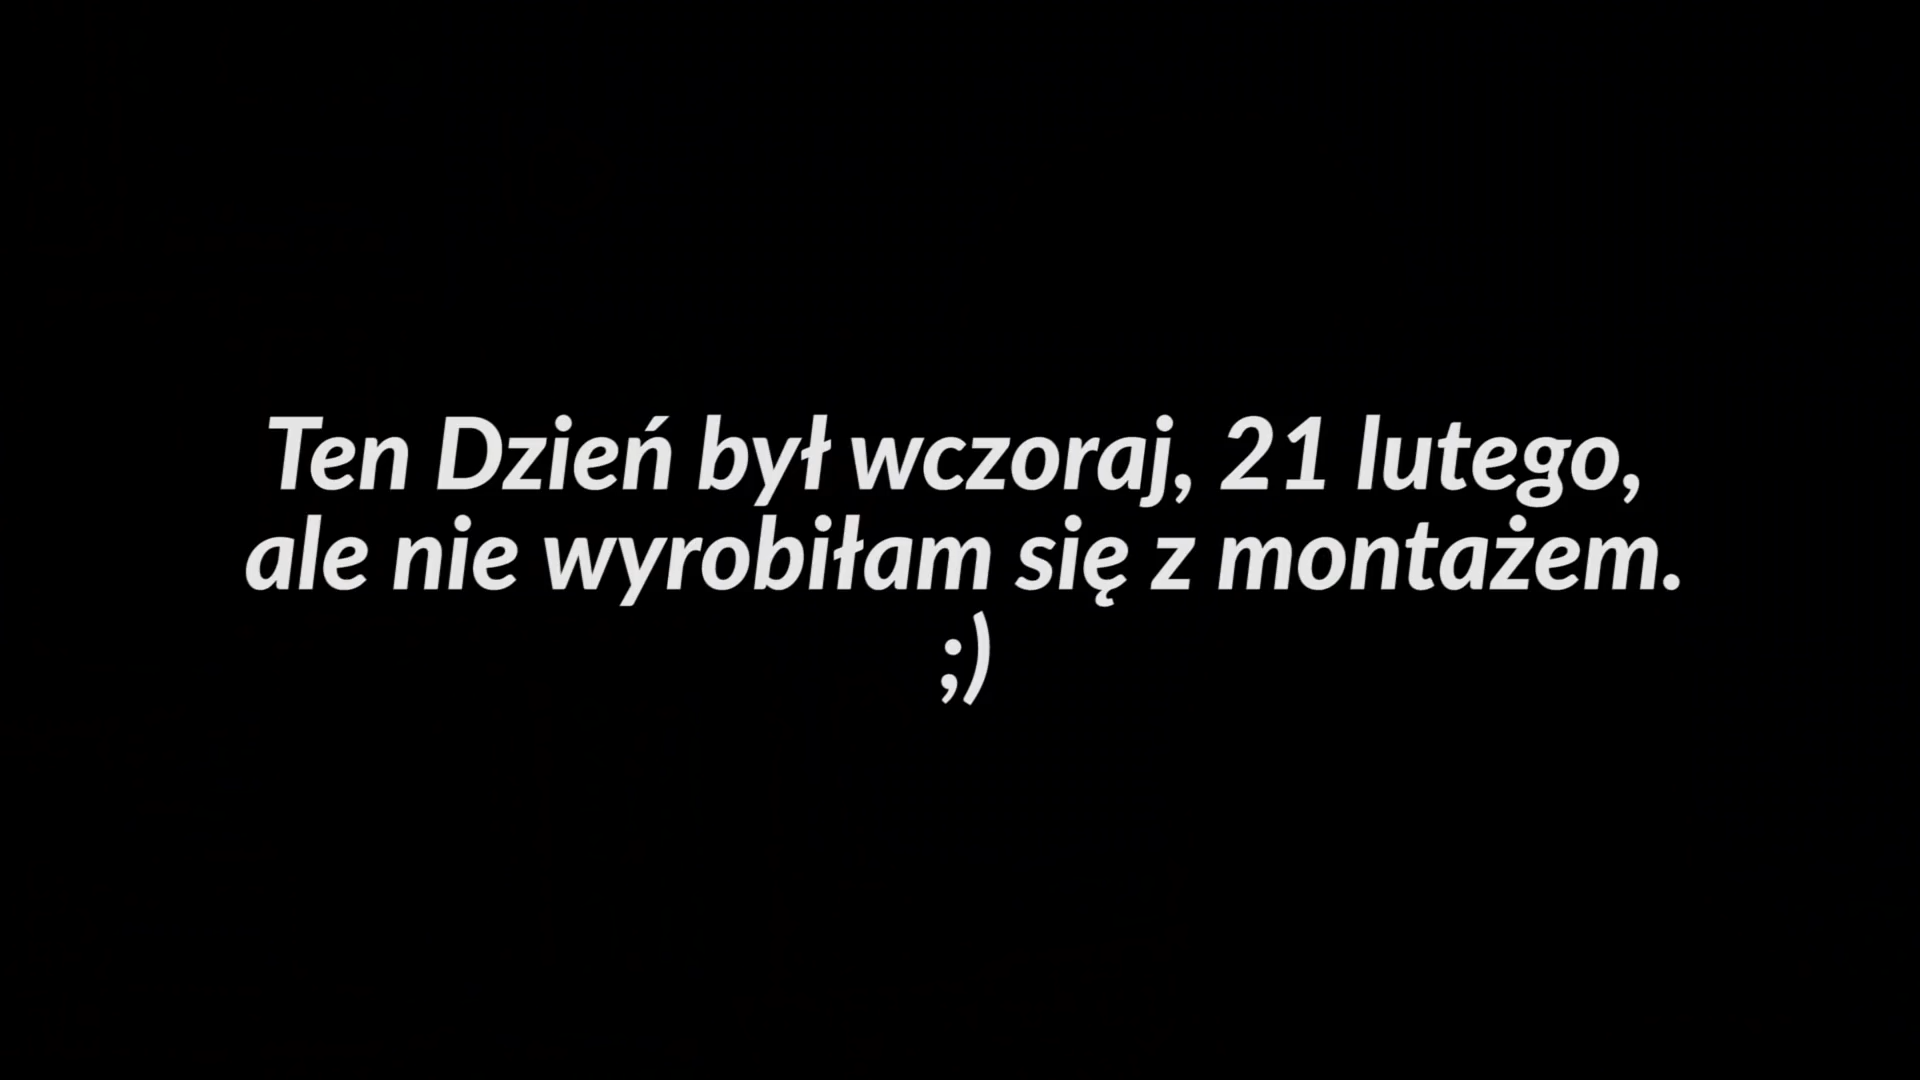 Ten Dzień był wczoraj, 21 lutego,
ale nie wyrobiłam się z montażem.
;)